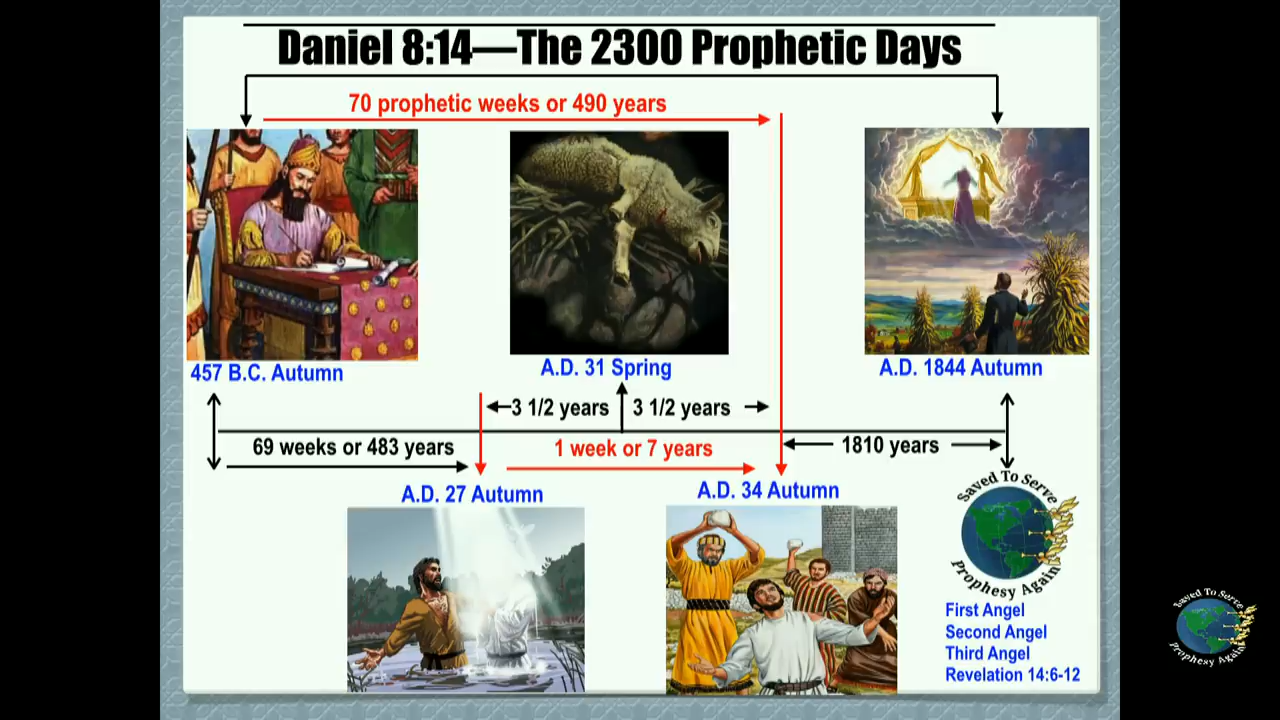 Daniel 8:14—The 2300 Prophetic Days
70 prophetic weeks or 490 years
457 B.C. Autumn
A.D. 31 Spring
A.D. 1844 Autumn
3 1/2 years
3 1/2 years
69 weeks or 483 years
1 week or 7 years
1810 years
A.D. 27 Autumn
A.D. 34 Autumn
Saved To Serve
Prophesy Again
First Angel
Second Angel
Third Angel
Revelation 14:6-12
Saved To Serve
Prophesy Again